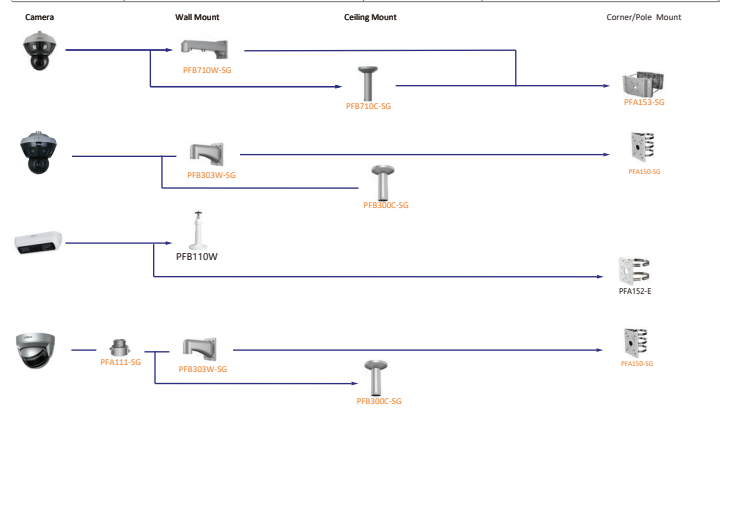 Camera Wall Mount Ceiling Mount Corner/Pole Mount
PFB710W-SG
PFB710C-SG
PFA153-SG
PFB303W-SG
PFA150-SG
PFB300C-SG
PFB110W
PFA152-E
PFA111-SG
PFB303W-SG
PFA150-SG
PFB300C-SG